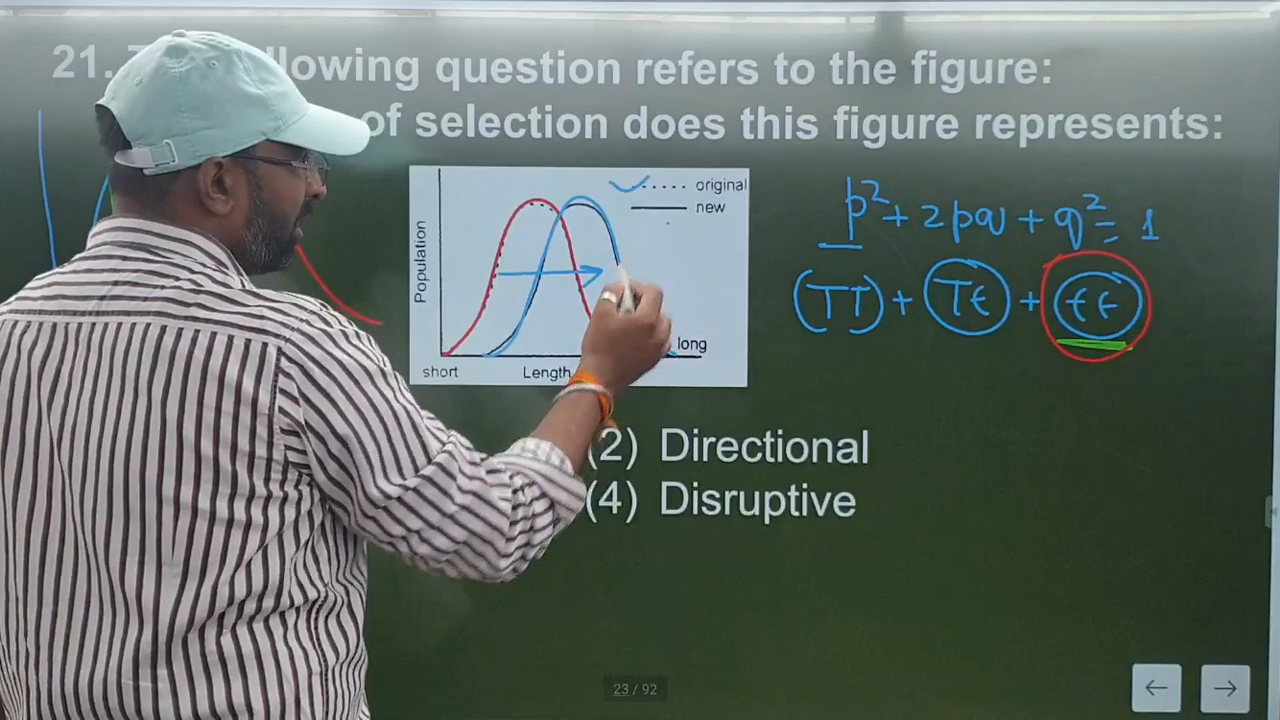 21. llowing question refers to the figure:
of selection does this figure represents:
original
new
Population
short
Length
long
p² + 2pq + q² = 1
(TT) + Tt + tt
(2) Directional
(4) Disruptive
23 / 92
← →